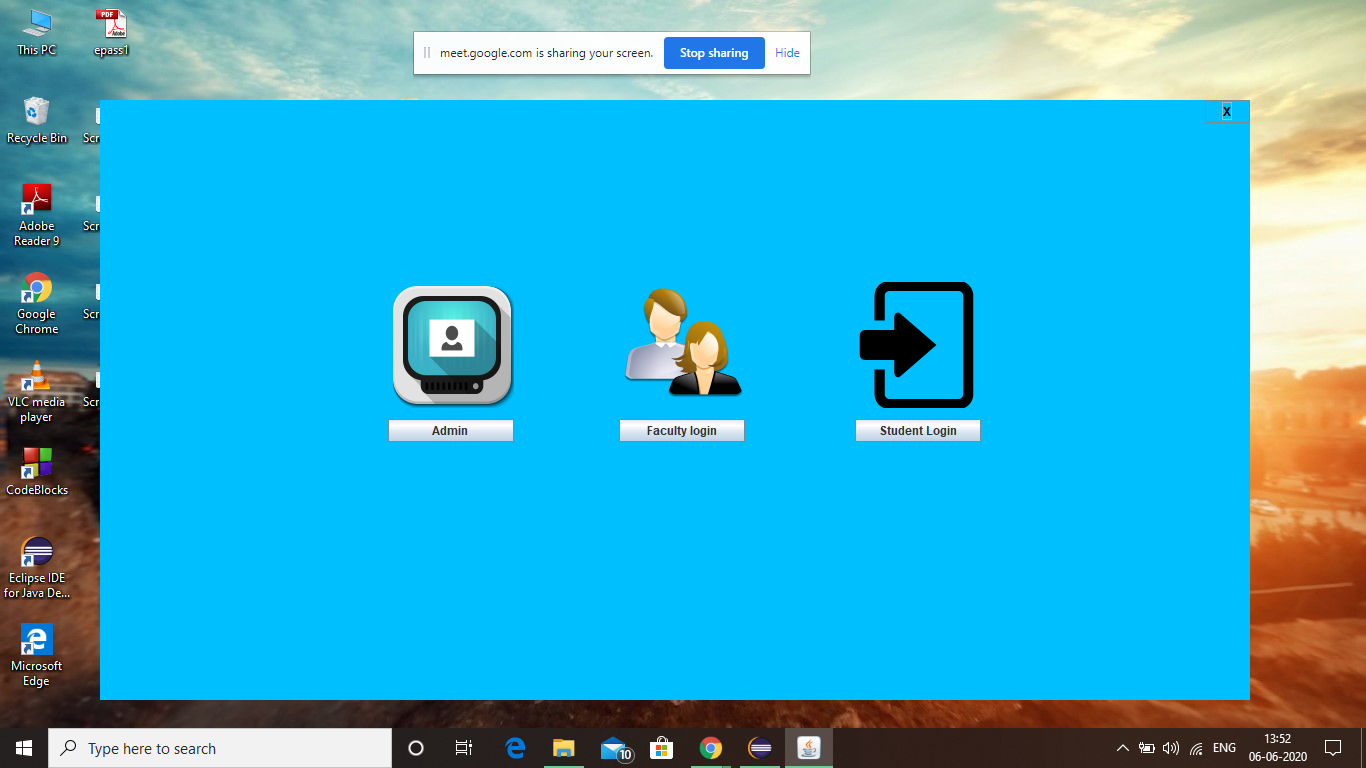 This PC
PDF
Adobe
epass1
meet.google.com is sharing your screen.
Stop sharing
Hide
X
Recycle Bin
Scr
Adobe
Reader 9
Scr
Google
Chrome
Scr
VLC media
player
Scr
CodeBlocks
Eclipse IDE
for Java De...
Microsoft
Edge
Admin
Faculty login
Student Login
Type here to search
10
ENG
13:52
06-06-2020